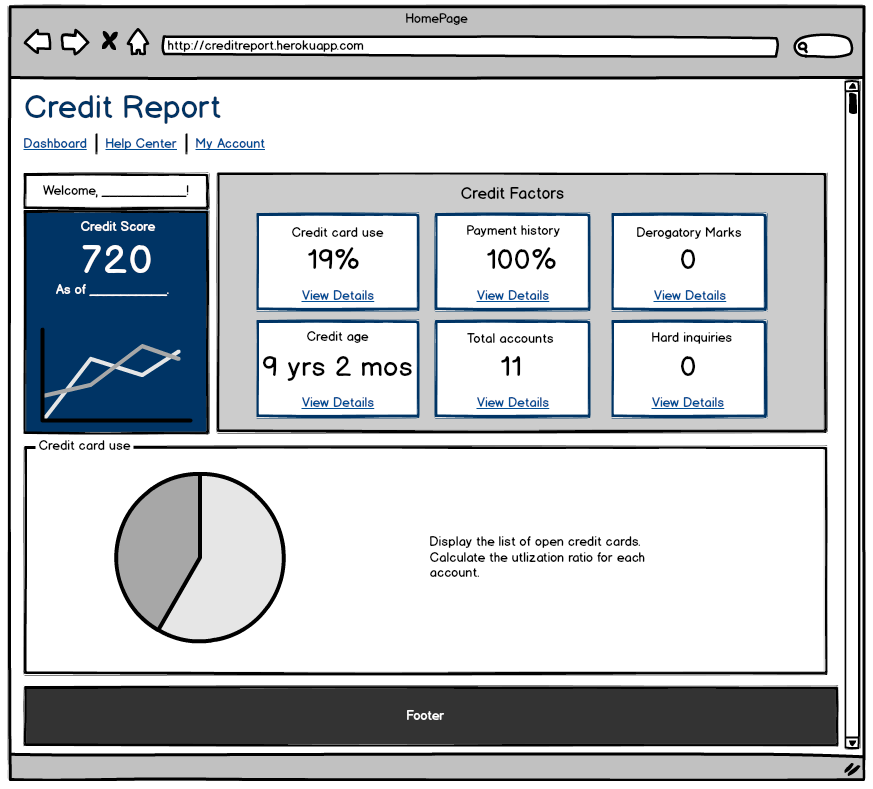 HomePage
http://creditreport.herokuapp.com
Credit Report
Dashboard Help Center My Account
Welcome, ____________!
Credit Score
720
As of ___________.
Credit Factors
Credit card use
19%
View Details
Payment history
100%
View Details
Derogatory Marks
0
View Details
Credit age
9 yrs 2 mos
View Details
Total accounts
11
View Details
Hard inquiries
0
View Details
Credit card use
Display the list of open credit cards.
Calculate the utlization ratio for each
account.
Footer